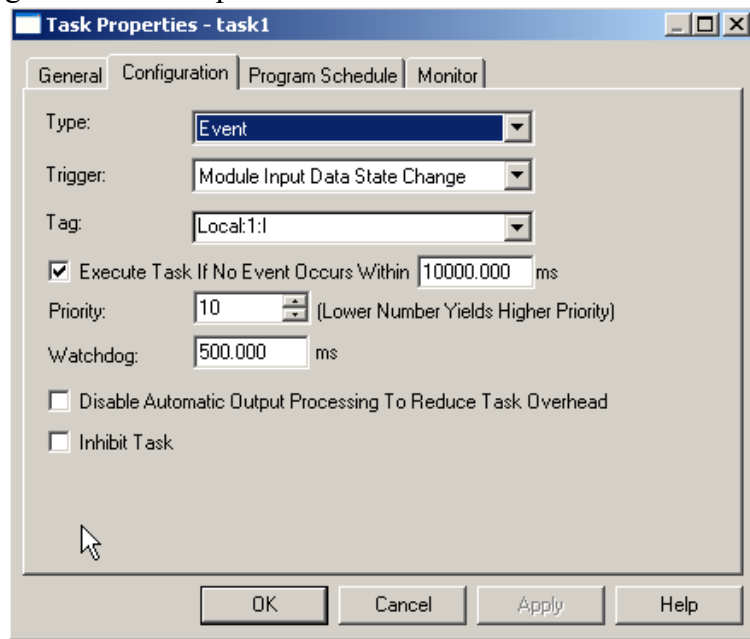 Task Properties - task1
General Configuration Program Schedule Monitor
Type: Event
Trigger: Module Input Data State Change
Tag: Local:1:I
Execute Task If No Event Occurs Within 10000.000 ms
Priority: 10 (Lower Number Yields Higher Priority)
Watchdog: 500.000 ms
Disable Automatic Output Processing To Reduce Task Overhead
Inhibit Task
OK Cancel Apply Help